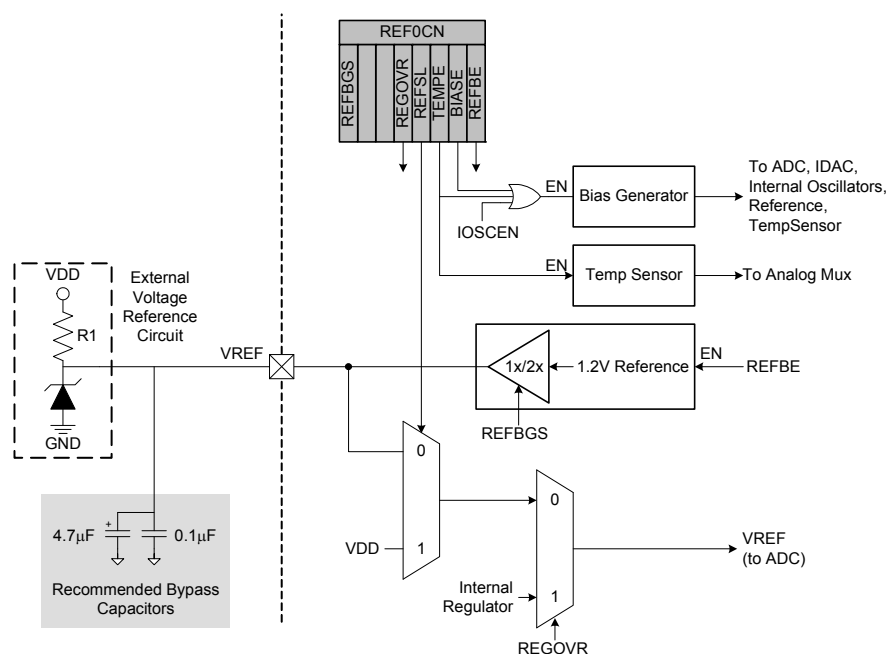 REF0CN
REFBGS
REGOVR
REFSL
TEMPE
BIASE
REFBE
EN
Bias Generator
To ADC, IDAC,
Internal Oscillators,
Reference,
TempSensor
IOSCEN
EN
Temp Sensor
To Analog Mux
VDD
R1
GND
External
Voltage
Reference
Circuit
VREF
1x/2x
1.2V Reference
EN
REFBE
REFBGS
0
VDD
1
0
Internal
Regulator
1
REGOVR
VREF
(to ADC)
4.7μF
+
0.1μF
Recommended Bypass
Capacitors